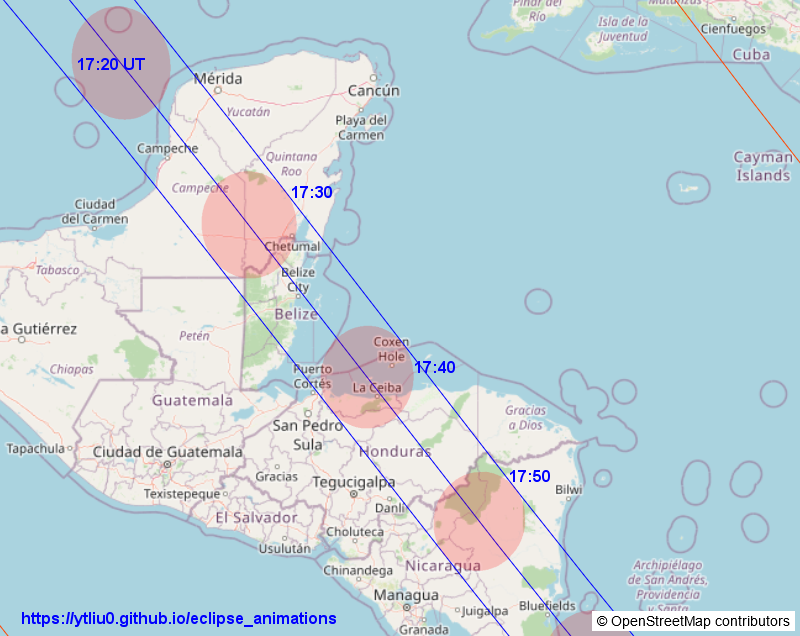 Pinar del
Río
Isla de la
Juventud
Cienfuegos
Cuba
17:20 UT
Mérida
Cancún
Yucatán
Playa del
Carmen
Campeche
Quintana
Roo
Cayman
Islands
Campeche
17:30
Ciudad
del Carmen
Chetumal
Tabasco
Belize
City
Belize
a Gutiérrez
Petén
Coxen
Hole
17:40
Chiapas
Puerto
Cortés
La Ceiba
Guatemala
Gracias
a Dios
San Pedro
Sula
Tapachula
Ciudad de Guatemala
Honduras
Gracias
17:50
Texistepeque
Tegucigalpa
Bilwi
Danlí
El Salvador
Choluteca
Usulután
Nicaragua
Chinandega
Archipiélago
de San Andrés,
Providencia
y Santa
Managua
Juigalpa
Bluefields
Granada
https://ytliu0.github.io/eclipse_animations
© OpenStreetMap contributors